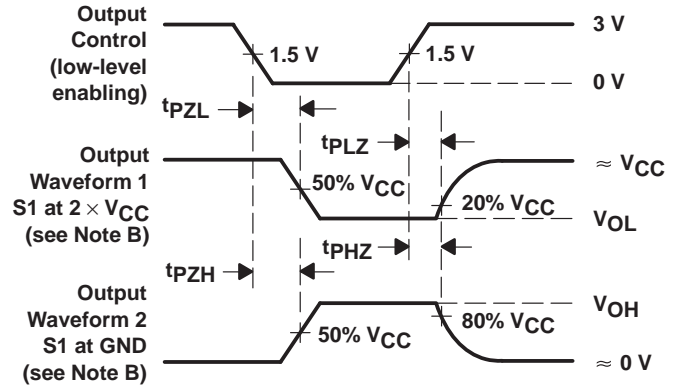 Output
Control
(low-level
enabling)
1.5 V
1.5 V
3 V
0 V
tPZL
tPLZ
Output
Waveform 1
S1 at 2 × VCC
(see Note B)
50% VCC
20% VCC
≈ VCC
VOL
tPZH
tPHZ
Output
Waveform 2
S1 at GND
(see Note B)
50% VCC
80% VCC
VOH
≈ 0 V